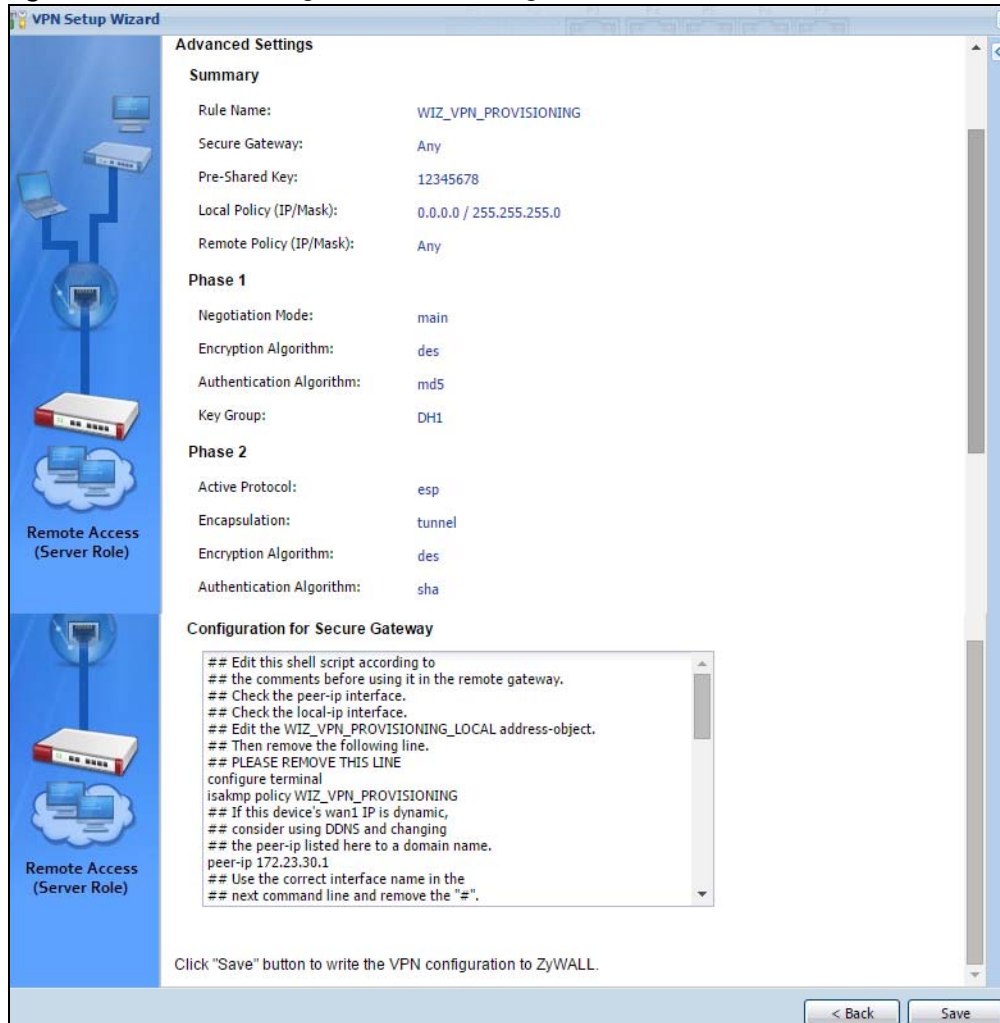 VPN Setup Wizard
Advanced Settings
Summary
Rule Name: WIZ_VPN_PROVISIONING
Secure Gateway: Any
Pre-Shared Key: 12345678
Local Policy (IP/Mask): 0.0.0.0 / 255.255.255.0
Remote Policy (IP/Mask): Any
Phase 1
Negotiation Mode: main
Encryption Algorithm: des
Authentication Algorithm: md5
Key Group: DH1
Phase 2
Active Protocol: esp
Encapsulation: tunnel
Encryption Algorithm: des
Authentication Algorithm: sha
Remote Access
(Server Role)
Configuration for Secure Gateway
## Edit this shell script according to
## the comments before using it in the remote gateway.
## Check the peer-ip interface.
## Check the local-ip interface.
## Edit the WIZ_VPN_PROVISIONING_LOCAL address-object.
## Then remove the following line.
## PLEASE REMOVE THIS LINE
configure terminal
isakmp policy WIZ_VPN_PROVISIONING
## If this device's wan1 IP is dynamic,
## consider using DDNS and changing
## the peer-ip listed here to a domain name.
peer-ip 172.23.30.1
## Use the correct interface name in the
## next command line and remove the "#".
Remote Access
(Server Role)
Click "Save" button to write the VPN configuration to ZyWALL.
< Back
Save